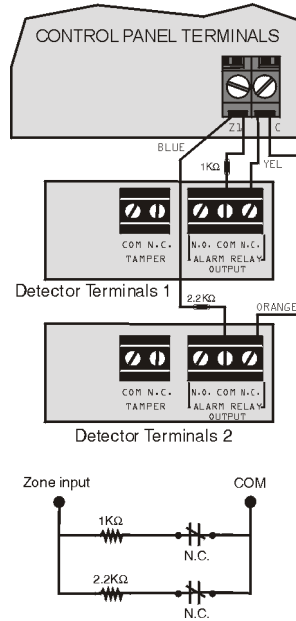 CONTROL PANEL TERMINALS
Z1 C
BLUE
1KΩ
YEL
COM N.C. N.O. COM N.C.
TAMPER ALARM RELAY
OUTPUT
Detector Terminals 1
2.2KΩ
ORANGE
COM N.C. N.O. COM N.C.
TAMPER ALARM RELAY
OUTPUT
Detector Terminals 2
Zone input COM
1KΩ
N.C.
2.2KΩ
N.C.